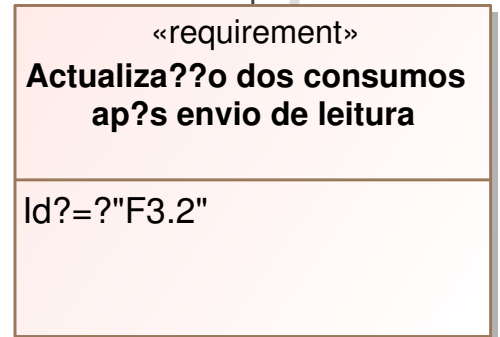 «requirement»
Actualiza??o dos consumos
ap?s envio de leitura
Id?=?"F3.2"